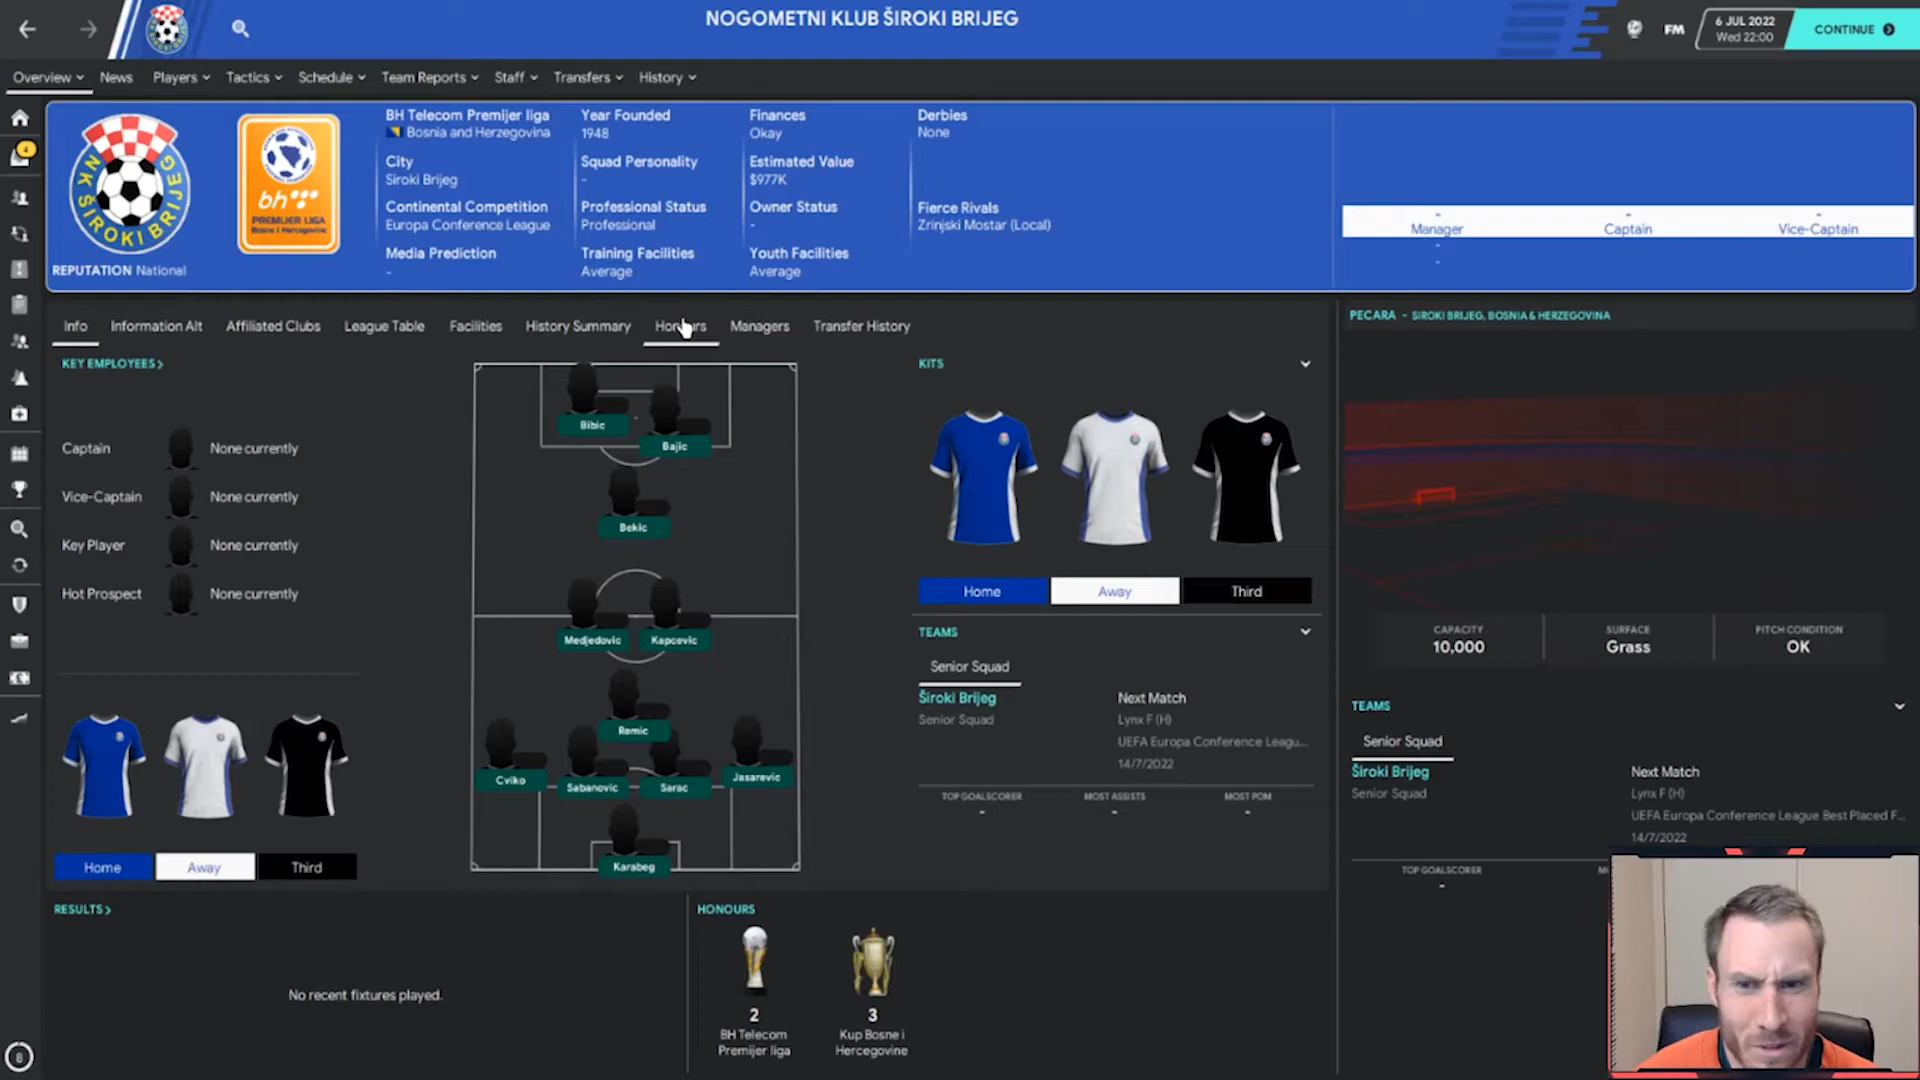 NOGOMETNI KLUB ŠIROKI BRIJEG
FM
6 JUL 2022
Wed 22:00
CONTINUE
Overview
News
Players
Tactics
Schedule
Team Reports
Staff
Transfers
History
4
NK ŠIROKI BRIJEG
REPUTATION National
bh
PREMIJER LIGA
Bosne i Hercegovine
BH Telecom Premijer liga
Bosnia and Herzegovina
City
Siroki Brijeg
Continental Competition
Europa Conference League
Media Prediction
-
Year Founded
1948
Squad Personality
-
Professional Status
Professional
Training Facilities
Average
Finances
Okay
Estimated Value
$977K
Owner Status
-
Youth Facilities
Average
Derbies
None
Fierce Rivals
Zrinjski Mostar (Local)
-
Manager
-
-
Captain
-
Vice-Captain
Info
Information Alt
Affiliated Clubs
League Table
Facilities
History Summary
Honours
Managers
Transfer History
KEY EMPLOYEES >
Captain
None currently
Vice-Captain
None currently
Key Player
None currently
Hot Prospect
None currently
Home
Away
Third
Bibic
Bajic
Bekic
Medjedovic
Kapcevic
Remic
Cviko
Sabanovic
Sarac
Jasarevic
Karabeg
KITS
Home
Away
Third
TEAMS
Senior Squad
Široki Brijeg
Senior Squad
Next Match
Lynx F (H)
UEFA Europa Conference Leagu...
14/7/2022
TOP GOALSCORER
-
MOST ASSISTS
-
MOST POM
-
PECARA - SIROKI BRIJEG, BOSNIA & HERZEGOVINA
CAPACITY
10,000
SURFACE
Grass
PITCH CONDITION
OK
TEAMS
Senior Squad
Široki Brijeg
Senior Squad
Next Match
Lynx F (H)
UEFA Europa Conference League Best Placed F...
14/7/2022
TOP GOALSCORER
-
RESULTS >
No recent fixtures played.
HONOURS
2
BH Telecom
Premijer liga
3
Kup Bosne i
Hercegovine
8